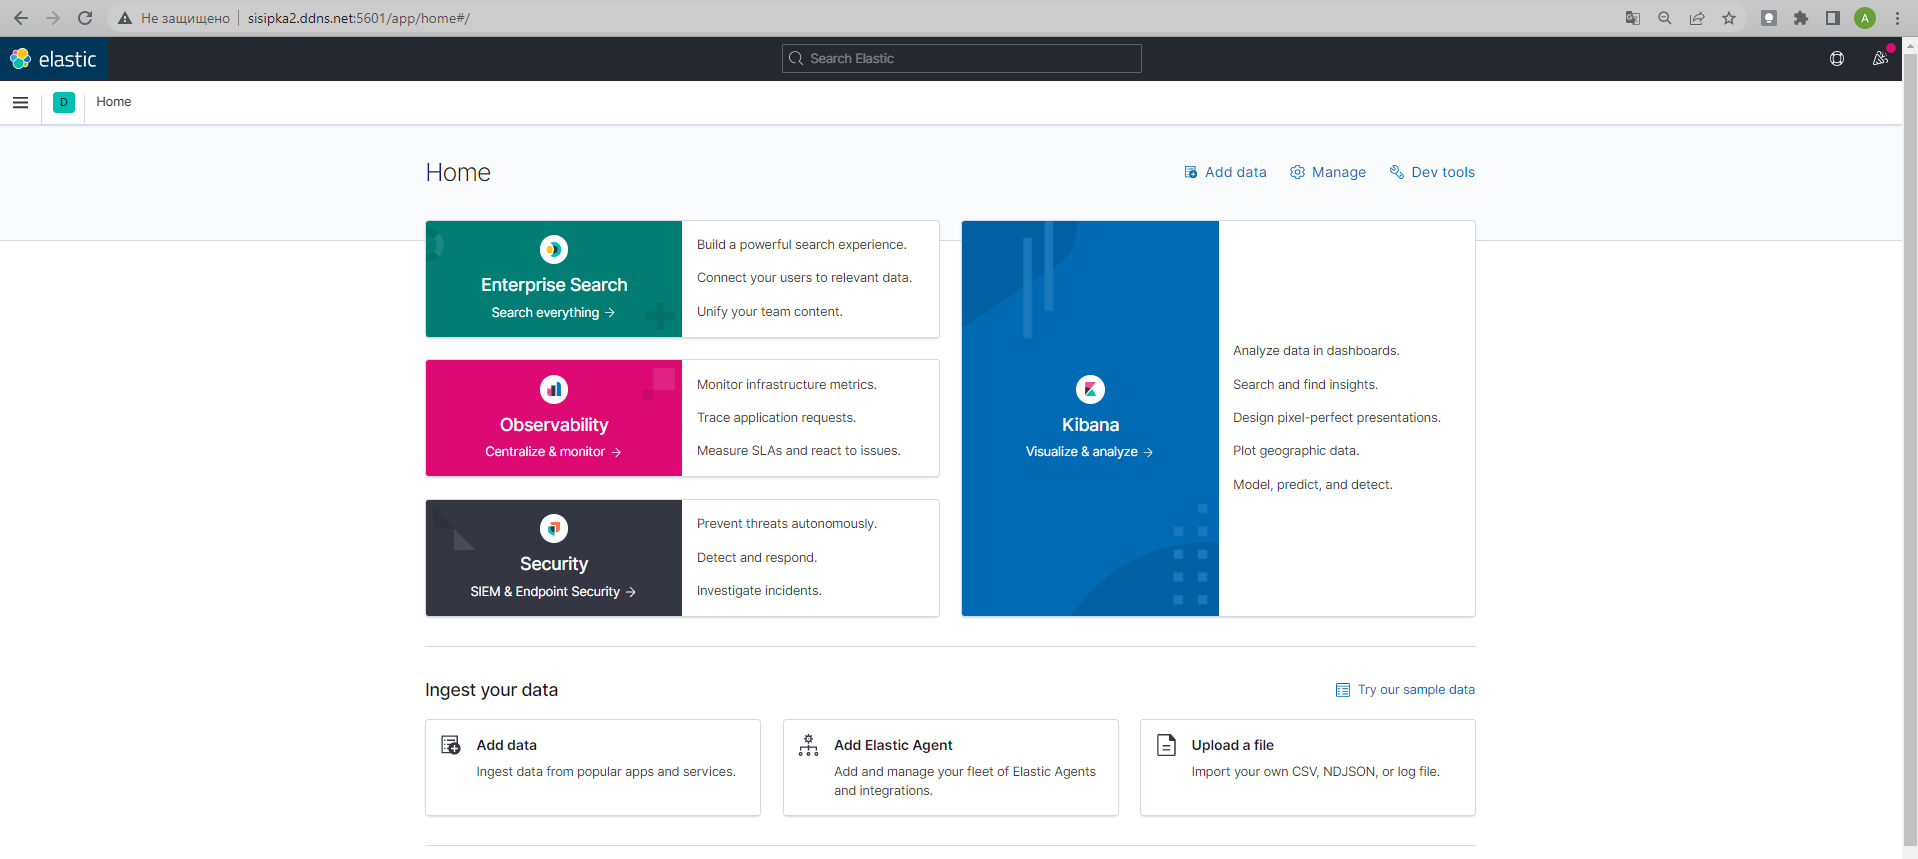 Не защищено
sisipka2.ddns.net:5601/app/home#/
A
elastic
Search Elastic
D
Home
Home
Add data
Manage
Dev tools
Enterprise Search
Search everything →
Build a powerful search experience.
Connect your users to relevant data.
Unify your team content.
Observability
Centralize & monitor →
Monitor infrastructure metrics.
Trace application requests.
Measure SLAs and react to issues.
Security
SIEM & Endpoint Security →
Prevent threats autonomously.
Detect and respond.
Investigate incidents.
Kibana
Visualize & analyze →
Analyze data in dashboards.
Search and find insights.
Design pixel-perfect presentations.
Plot geographic data.
Model, predict, and detect.
Ingest your data
Try our sample data
Add data
Ingest data from popular apps and services.
Add Elastic Agent
Add and manage your fleet of Elastic Agents
and integrations.
Upload a file
Import your own CSV, NDJSON, or log file.